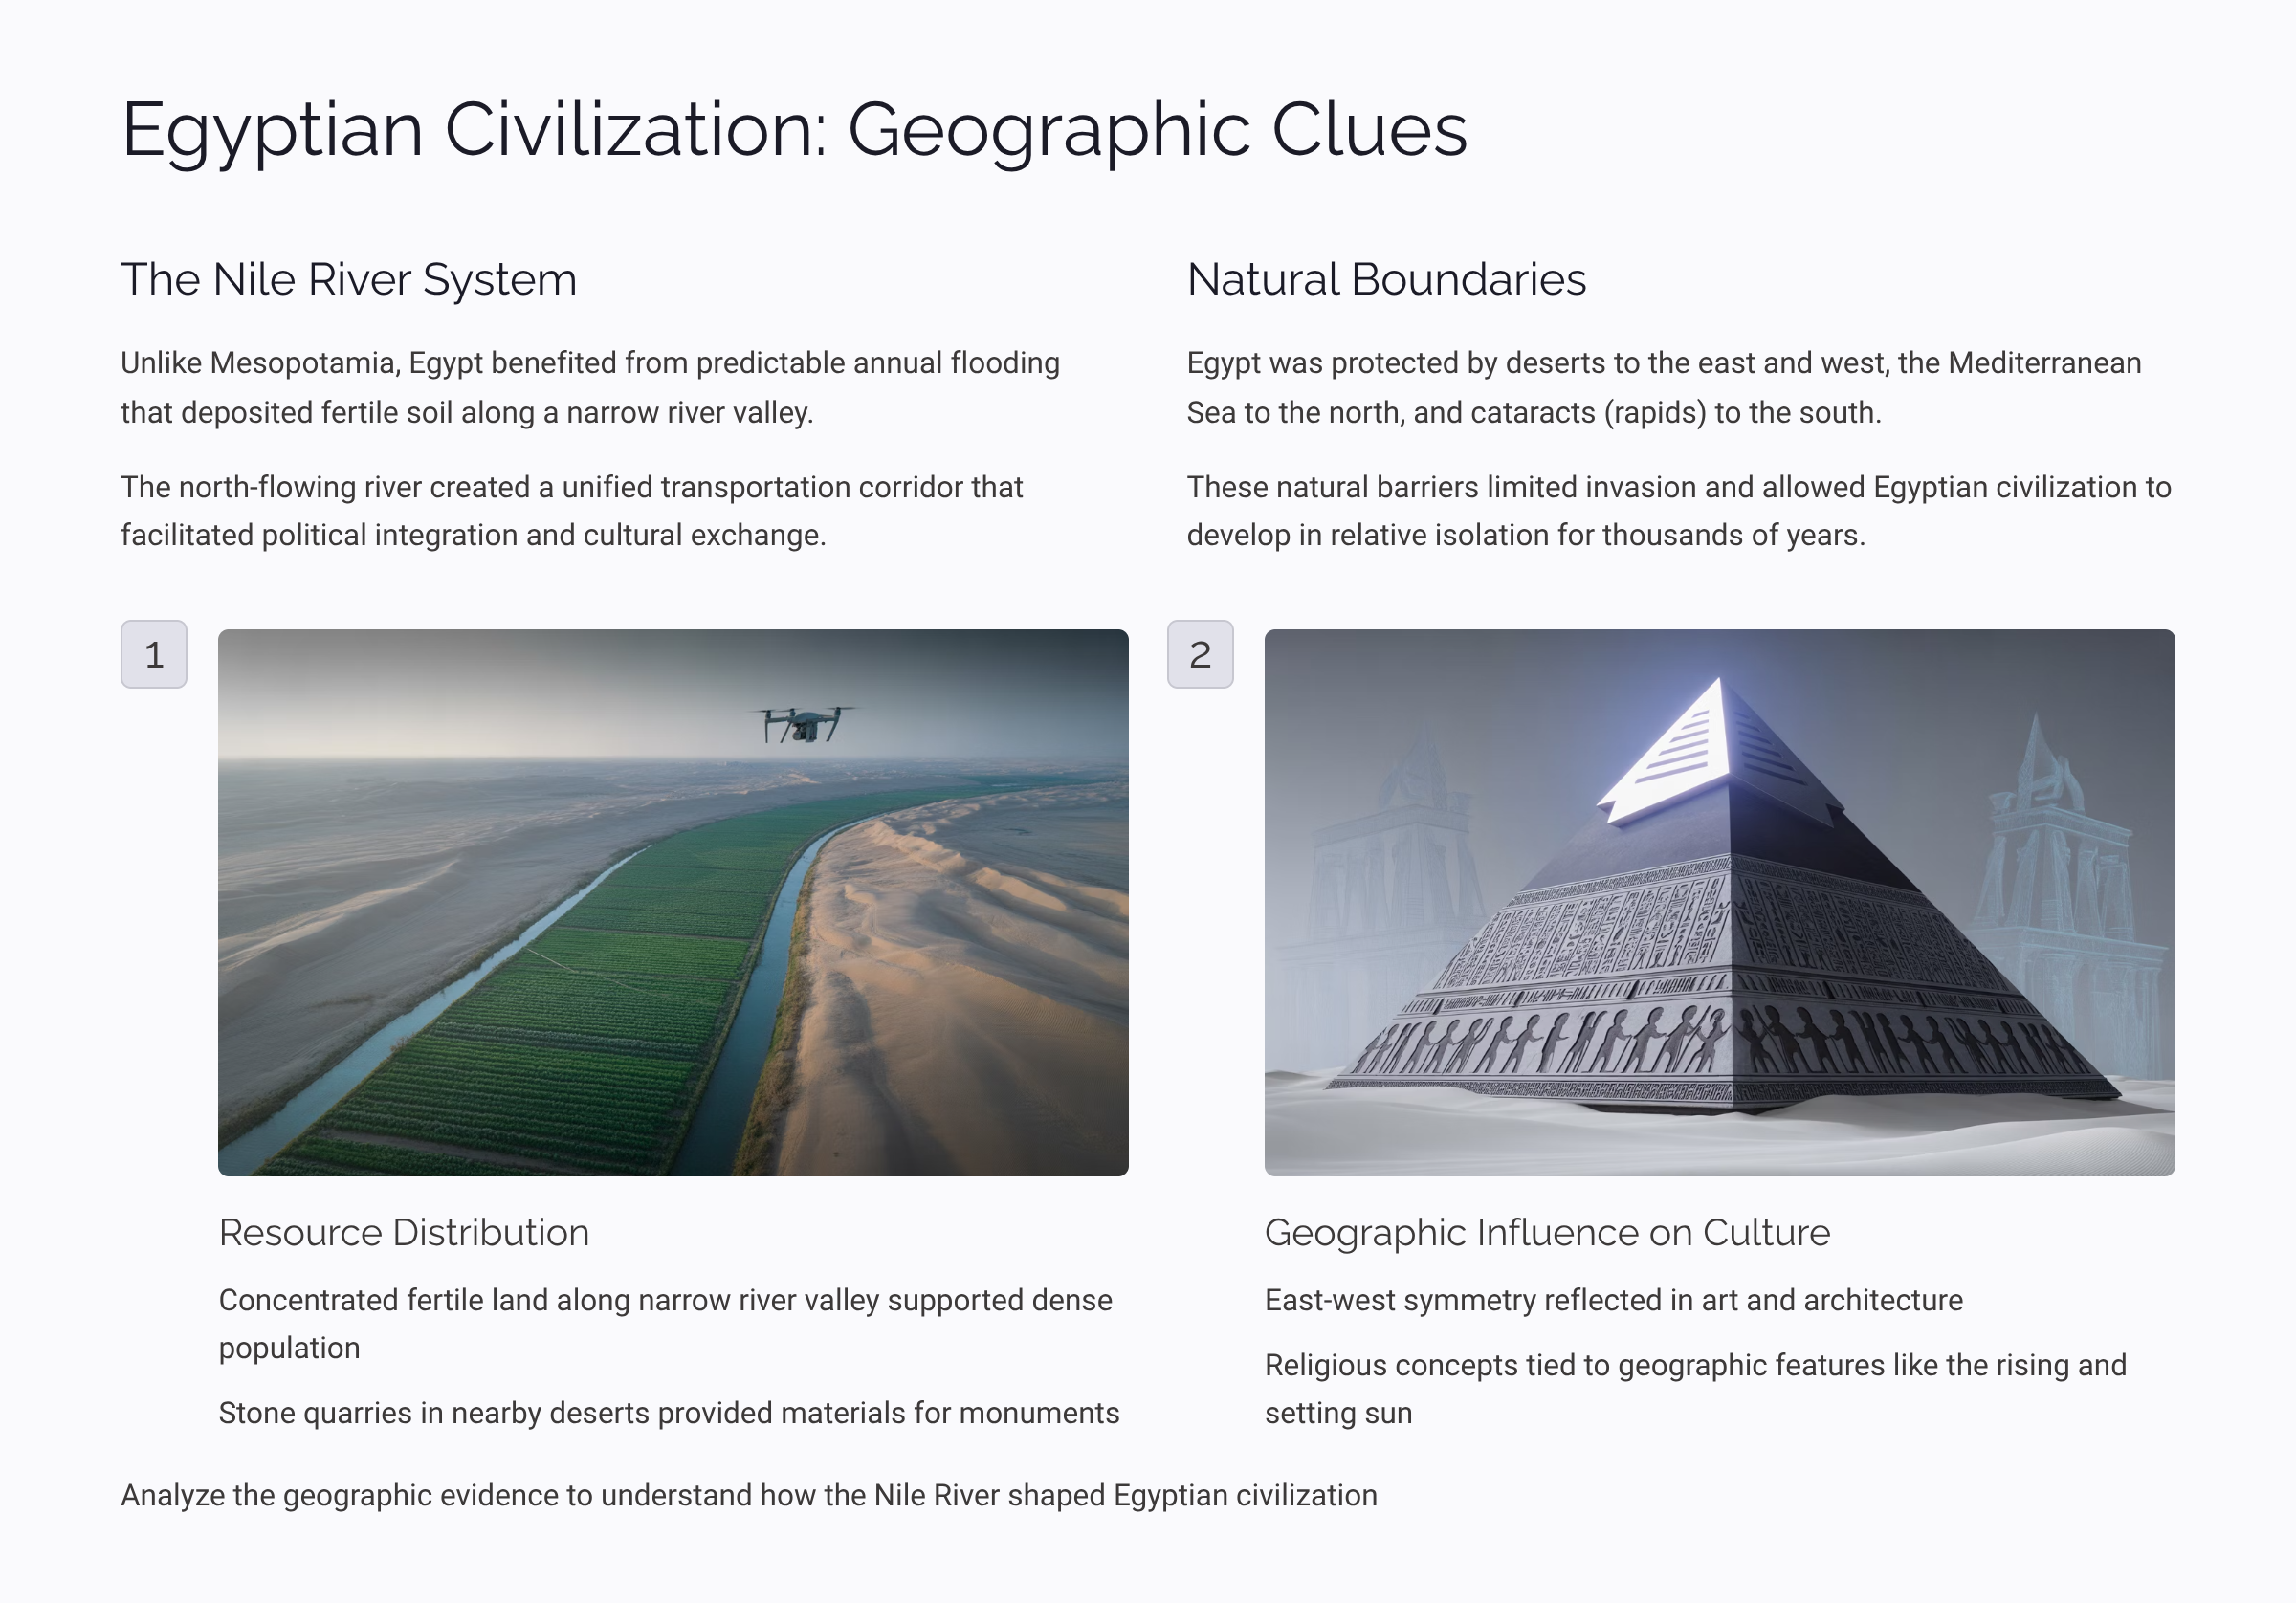 Egyptian Civilization: Geographic Clues
The Nile River System
Unlike Mesopotamia, Egypt benefited from predictable annual flooding
that deposited fertile soil along a narrow river valley.
The north-flowing river created a unified transportation corridor that
facilitated political integration and cultural exchange.
Natural Boundaries
Egypt was protected by deserts to the east and west, the Mediterranean
Sea to the north, and cataracts (rapids) to the south.
These natural barriers limited invasion and allowed Egyptian civilization to
develop in relative isolation for thousands of years.
1
Resource Distribution
Concentrated fertile land along narrow river valley supported dense
population
Stone quarries in nearby deserts provided materials for monuments
2
Geographic Influence on Culture
East-west symmetry reflected in art and architecture
Religious concepts tied to geographic features like the rising and
setting sun
Analyze the geographic evidence to understand how the Nile River shaped Egyptian civilization